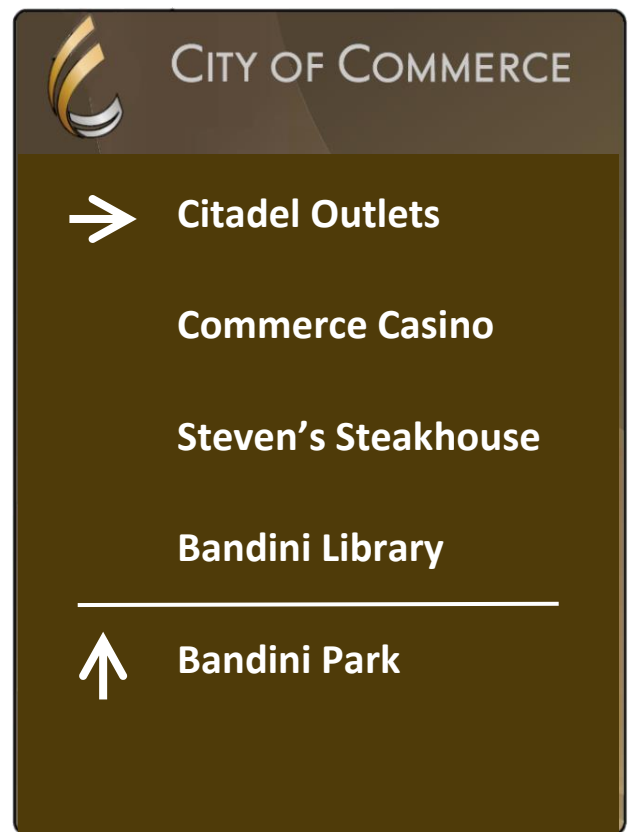 CITY OF COMMERCE
Citadel Outlets
Commerce Casino
Steven’s Steakhouse
Bandini Library
Bandini Park